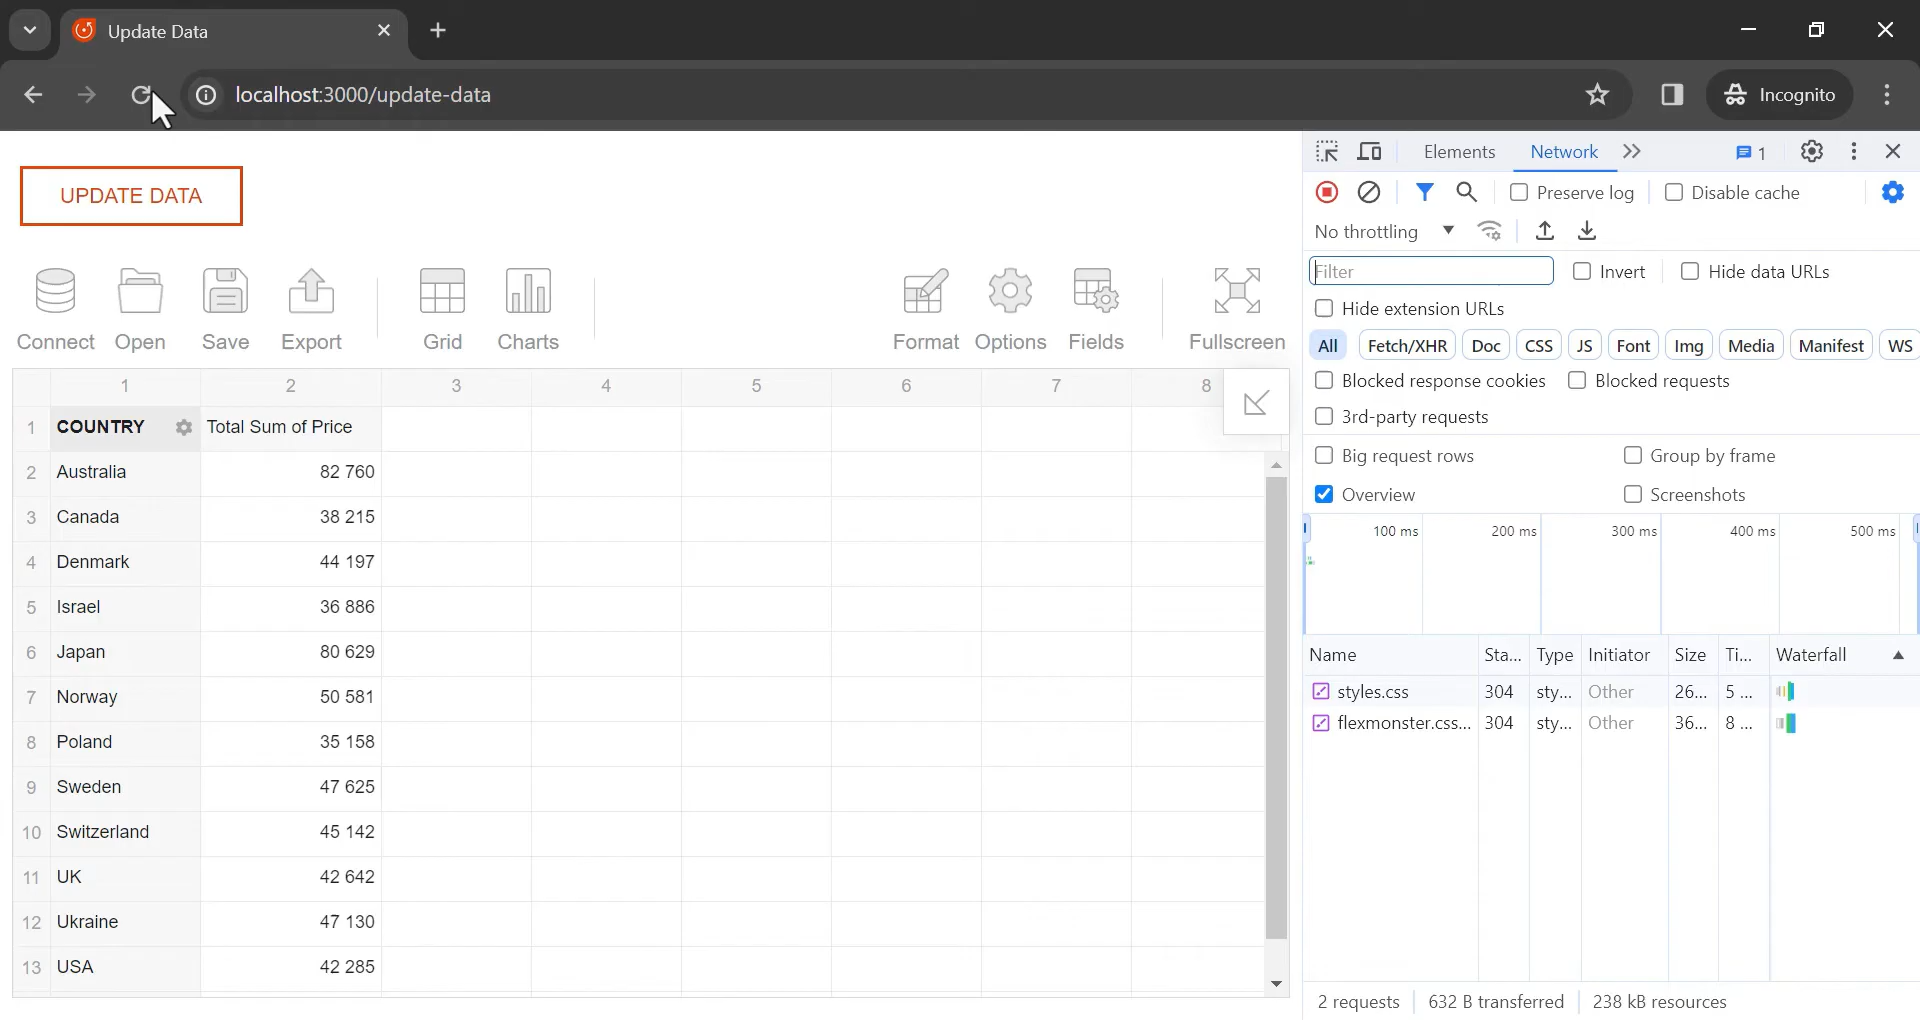 Update Data
localhost:3000/update-data
Incognito
UPDATE DATA
Connect Open Save Export Grid Charts Format Options Fields Fullscreen
1 2 3 4 5 6 7 8
1 COUNTRY Total Sum of Price
2 Australia 82 760
3 Canada 38 215
4 Denmark 44 197
5 Israel 36 886
6 Japan 80 629
7 Norway 50 581
8 Poland 35 158
9 Sweden 47 625
10 Switzerland 45 142
11 UK 42 642
12 Ukraine 47 130
13 USA 42 285
Elements Network 1
Preserve log Disable cache
No throttling
Filter Invert Hide data URLs
Hide extension URLs
All Fetch/XHR Doc CSS JS Font Img Media Manifest WS
Blocked response cookies Blocked requests
3rd-party requests
Big request rows Group by frame
Overview Screenshots
100 ms 200 ms 300 ms 400 ms 500 ms
Name Sta... Type Initiator Size Ti... Waterfall
styles.css 304 sty... Other 26... 5 ...
flexmonster.css... 304 sty... Other 36... 8 ...
2 requests 632 B transferred 238 kB resources